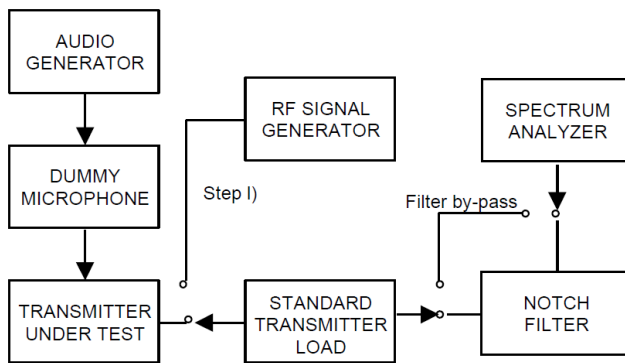 AUDIO
GENERATOR
RF SIGNAL
GENERATOR
SPECTRUM
ANALYZER
DUMMY
MICROPHONE
Step I)
Filter by-pass
TRANSMITTER
UNDER TEST
STANDARD
TRANSMITTER
LOAD
NOTCH
FILTER